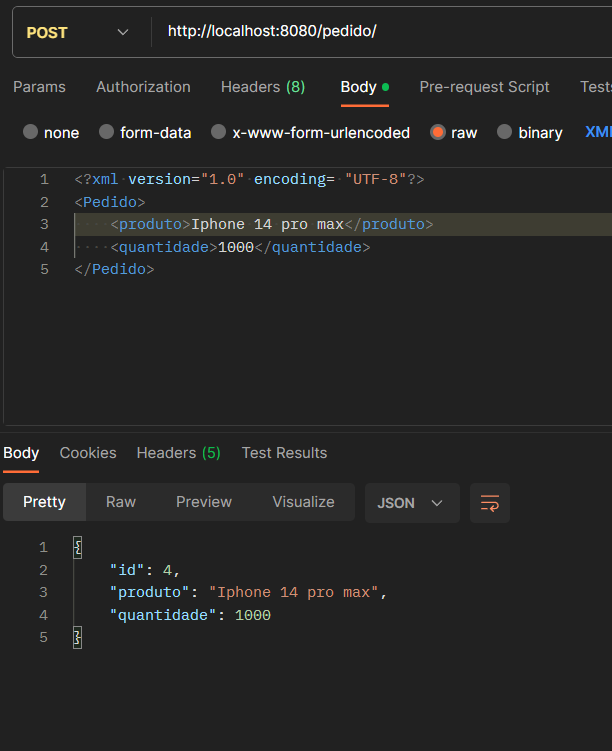 POST http://localhost:8080/pedido/
Params Authorization Headers (8) Body Pre-request Script Tests
none form-data x-www-form-urlencoded raw binary XML
1 <?xml version="1.0" encoding= "UTF-8"?>
2 <Pedido>
3 <produto>Iphone 14 pro max</produto>
4 <quantidade>1000</quantidade>
5 </Pedido>
Body Cookies Headers (5) Test Results
Pretty Raw Preview Visualize JSON
1 {
2 "id": 4,
3 "produto": "Iphone 14 pro max",
4 "quantidade": 1000
5 }